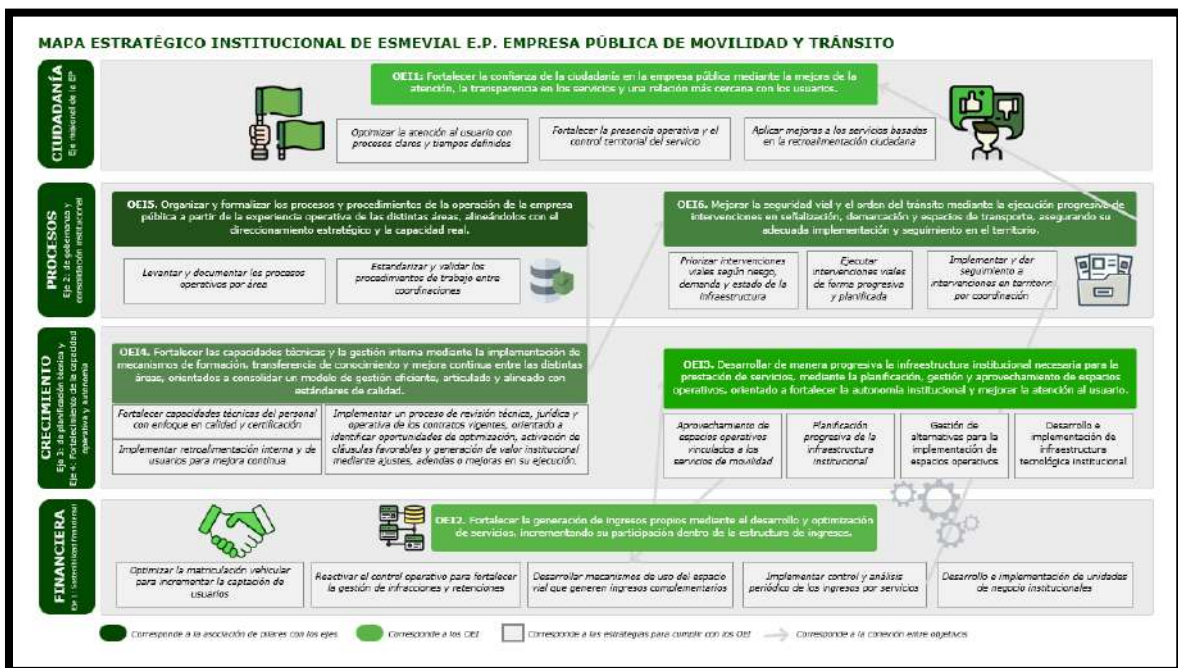 MAPA ESTRATÉGICO INSTITUCIONAL DE ESMEVIAL E.P. EMPRESA PÚBLICA DE MOVILIDAD Y TRÁNSITO
CIUDADANÍA
Eje misional de la EP
OEI1: Fortalecer la confianza de la ciudadanía en la empresa pública mediante la mejora de la
atención, la transparencia en los servicios y una relación más cercana con los usuarios.
Optimizar la atención al usuario con
procesos claros y tiempos definidos
Fortalecer la presencia operativa y el
control territorial del servicio
Aplicar mejoras a los servicios basadas
en la retroalimentación ciudadana
PROCESOS
Eje 2: de gobernanza y
consolidación institucional
OEI5. Organizar y formalizar los procesos y procedimientos de la operación de la empresa
pública a partir de la experiencia operativa de las distintas áreas, alineándolos con el
direccionamiento estratégico y la capacidad real.
Levantar y documentar los procesos
operativos por área
Estandarizar y validar los
procedimientos de trabajo entre
coordinaciones
OEI6. Mejorar la seguridad vial y el orden del tránsito mediante la ejecución progresiva de
intervenciones en señalización, demarcación y espacios de transporte, asegurando su
adecuada implementación y seguimiento en el territorio.
Priorizar intervenciones
viales según riesgo,
demanda y estado de la
infraestructura
Ejecutar
intervenciones viales
de forma progresiva
y planificada
Implementar y dar
seguimiento a
intervenciones en territorio
por coordinación
CRECIMIENTO
Eje 3: de planificación técnica y
Eje 4: Fortalecimiento de la capacidad
operativa y autonomía
OEI4. Fortalecer las capacidades técnicas y la gestión interna mediante la implementación de
mecanismos de formación, transferencia de conocimiento y mejora continua entre las distintas
áreas, orientados a consolidar un modelo de gestión eficiente, articulado y alineado con
estándares de calidad.
Fortalecer capacidades técnicas del personal
con enfoque en calidad y certificación
Implementar retroalimentación interna y de
usuarios para mejora continua
Implementar un proceso de revisión técnica, jurídica y
operativa de los contratos vigentes, orientado a
identificar oportunidades de optimización, activación de
cláusulas favorables y generación de valor institucional
mediante ajustes, adendas o mejoras en su ejecución.
OEI3. Desarrollar de manera progresiva la infraestructura institucional necesaria para la
prestación de servicios, mediante la planificación, gestión y aprovechamiento de espacios
operativos, orientado a fortalecer la autonomía institucional y mejorar la atención al usuario.
Aprovechamiento de
espacios operativos
vinculados a los
servicios de movilidad
Planificación
progresiva de la
infraestructura
institucional
Gestión de
alternativas para la
implementación de
espacios operativos
Desarrollo e
implementación de
infraestructura
tecnológica institucional
FINANCIERA
Eje 1: Sostenibilidad Financiera
OEI2. Fortalecer la generación de ingresos propios mediante el desarrollo y optimización
de servicios, incrementando su participación dentro de la estructura de ingresos.
Optimizar la matriculación vehicular
para incrementar la captación de
usuarios
Reactivar el control operativo para fortalecer
la gestión de infracciones y retenciones
Desarrollar mecanismos de uso del espacio
vial que generen ingresos complementarios
Implementar control y análisis
periódico de los ingresos por servicios
Desarrollo e implementación de unidades
de negocio institucionales
Corresponde a la asociación de pilares con los ejes
Corresponde a los OEI
Corresponde a las estrategias para cumplir con los OEI
Corresponde a la conexión entre objetivos